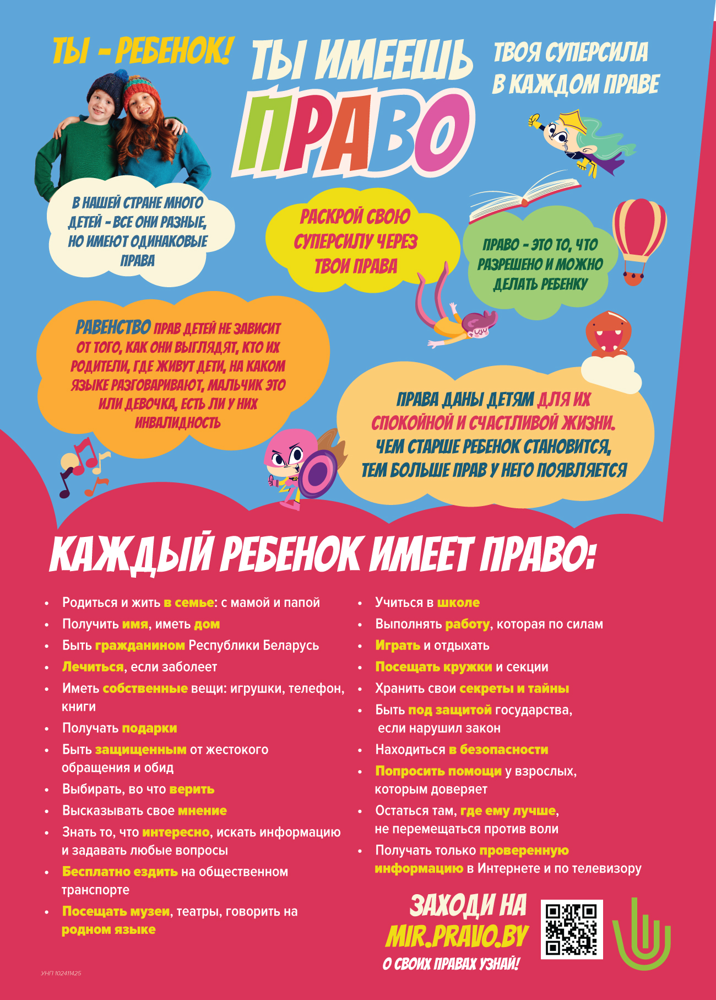 ТЫ - РЕБЕНОК!
ТЫ ИМЕЕШЬ
ПРАВО
ТВОЯ СУПЕРСИЛА
В КАЖДОМ ПРАВЕ
В НАШЕЙ СТРАНЕ МНОГО
ДЕТЕЙ - ВСЕ ОНИ РАЗНЫЕ,
НО ИМЕЮТ ОДИНАКОВЫЕ
ПРАВА
РАСКРОЙ СВОЮ
СУПЕРСИЛУ ЧЕРЕЗ
ТВОИ ПРАВА
ПРАВО - ЭТО ТО, ЧТО
РАЗРЕШЕНО И МОЖНО
ДЕЛАТЬ РЕБЕНКУ
РАВЕНСТВО ПРАВ ДЕТЕЙ НЕ ЗАВИСИТ
ОТ ТОГО, КАК ОНИ ВЫГЛЯДЯТ, КТО ИХ
РОДИТЕЛИ, ГДЕ ЖИВУТ ДЕТИ, НА КАКОМ
ЯЗЫКЕ РАЗГОВАРИВАЮТ, МАЛЬЧИК ЭТО
ИЛИ ДЕВОЧКА, ЕСТЬ ЛИ У НИХ
ИНВАЛИДНОСТЬ
ПРАВА ДАНЫ ДЕТЯМ ДЛЯ ИХ
СПОКОЙНОЙ И СЧАСТЛИВОЙ ЖИЗНИ.
ЧЕМ СТАРШЕ РЕБЕНОК СТАНОВИТСЯ,
ТЕМ БОЛЬШЕ ПРАВ У НЕГО ПОЯВЛЯЕТСЯ
КАЖДЫЙ РЕБЕНОК ИМЕЕТ ПРАВО:
• Родиться и жить в семье: с мамой и папой
• Получить имя, иметь дом
• Быть гражданином Республики Беларусь
• Лечиться, если заболеет
• Иметь собственные вещи: игрушки, телефон,
книги
• Получать подарки
• Быть защищенным от жестокого
обращения и обид
• Выбирать, во что верить
• Высказывать свое мнение
• Знать то, что интересно, искать информацию
и задавать любые вопросы
• Бесплатно ездить на общественном
транспорте
• Посещать музеи, театры, говорить на
родном языке
• Учиться в школе
• Выполнять работу, которая по силам
• Играть и отдыхать
• Посещать кружки и секции
• Хранить свои секреты и тайны
• Быть под защитой государства,
если нарушил закон
• Находиться в безопасности
• Попросить помощи у взрослых,
которым доверяет
• Остаться там, где ему лучше,
не перемещаться против воли
• Получать только проверенную
информацию в Интернете и по телевизору
ЗАХОДИ НА
MIR.PRAVO.BY
О СВОИХ ПРАВАХ УЗНАЙ!
УНП 102411425